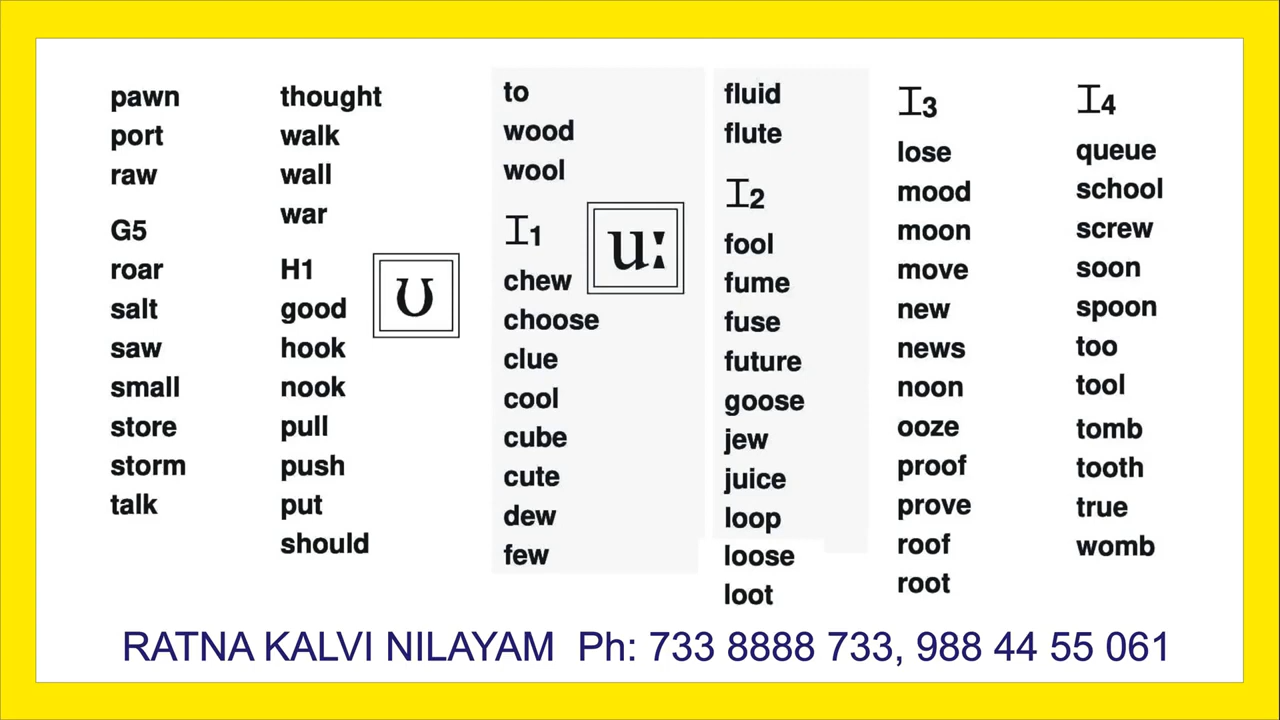 pawn
port
raw
G5
roar
salt
saw
small
store
storm
talk
thought
walk
wall
war
H1
ʊ
good
hook
nook
pull
push
put
should
to
wood
wool
I1
u:
chew
choose
clue
cool
cube
cute
dew
few
fluid
flute
I2
fool
fume
fuse
future
goose
jew
juice
loop
loose
loot
I3
lose
mood
moon
move
new
news
noon
ooze
proof
prove
roof
root
I4
queue
school
screw
soon
spoon
too
tool
tomb
tooth
true
womb
RATNA KALVI NILAYAM Ph: 733 8888 733, 988 44 55 061